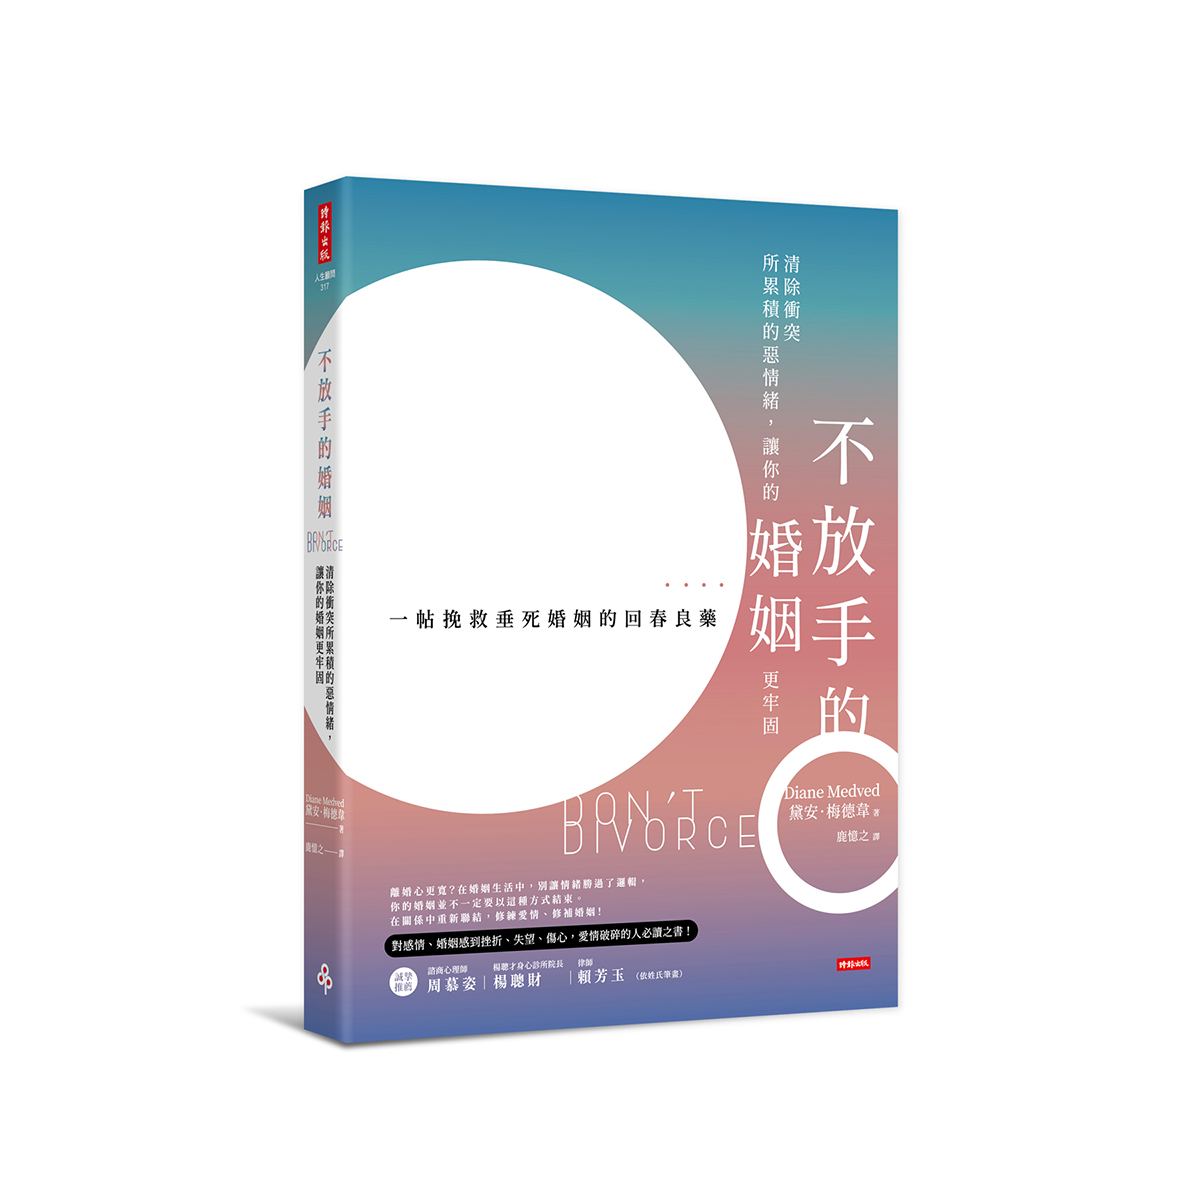 時報出版
人生顧問
317
不放手的婚姻
DON'T
DIVORCE
清除衝突所累積的惡情緒，
讓你的婚姻更牢固
Diane Medved
黛安·梅德韋 著
鹿憶之 譯
清除衝突
所累積的惡情緒，讓你的
婚姻更牢固
不放手的
一帖挽救垂死婚姻的回春良藥
Diane Medved
黛安·梅德韋 著
鹿憶之 譯
DON'T
DIVORCE
離婚心更寬？在婚姻生活中，別讓情緒勝過了邏輯，
你的婚姻並不一定要以這種方式結束。
在關係中重新聯結，修練愛情、修補婚姻！
對感情、婚姻感到挫折、失望、傷心，愛情破碎的人必讀之書！
誠摯
推薦
諮商心理師
周慕姿
楊聰才身心診所院長
楊聰財
律師
賴芳玉
（依姓氏筆畫）
時報出版